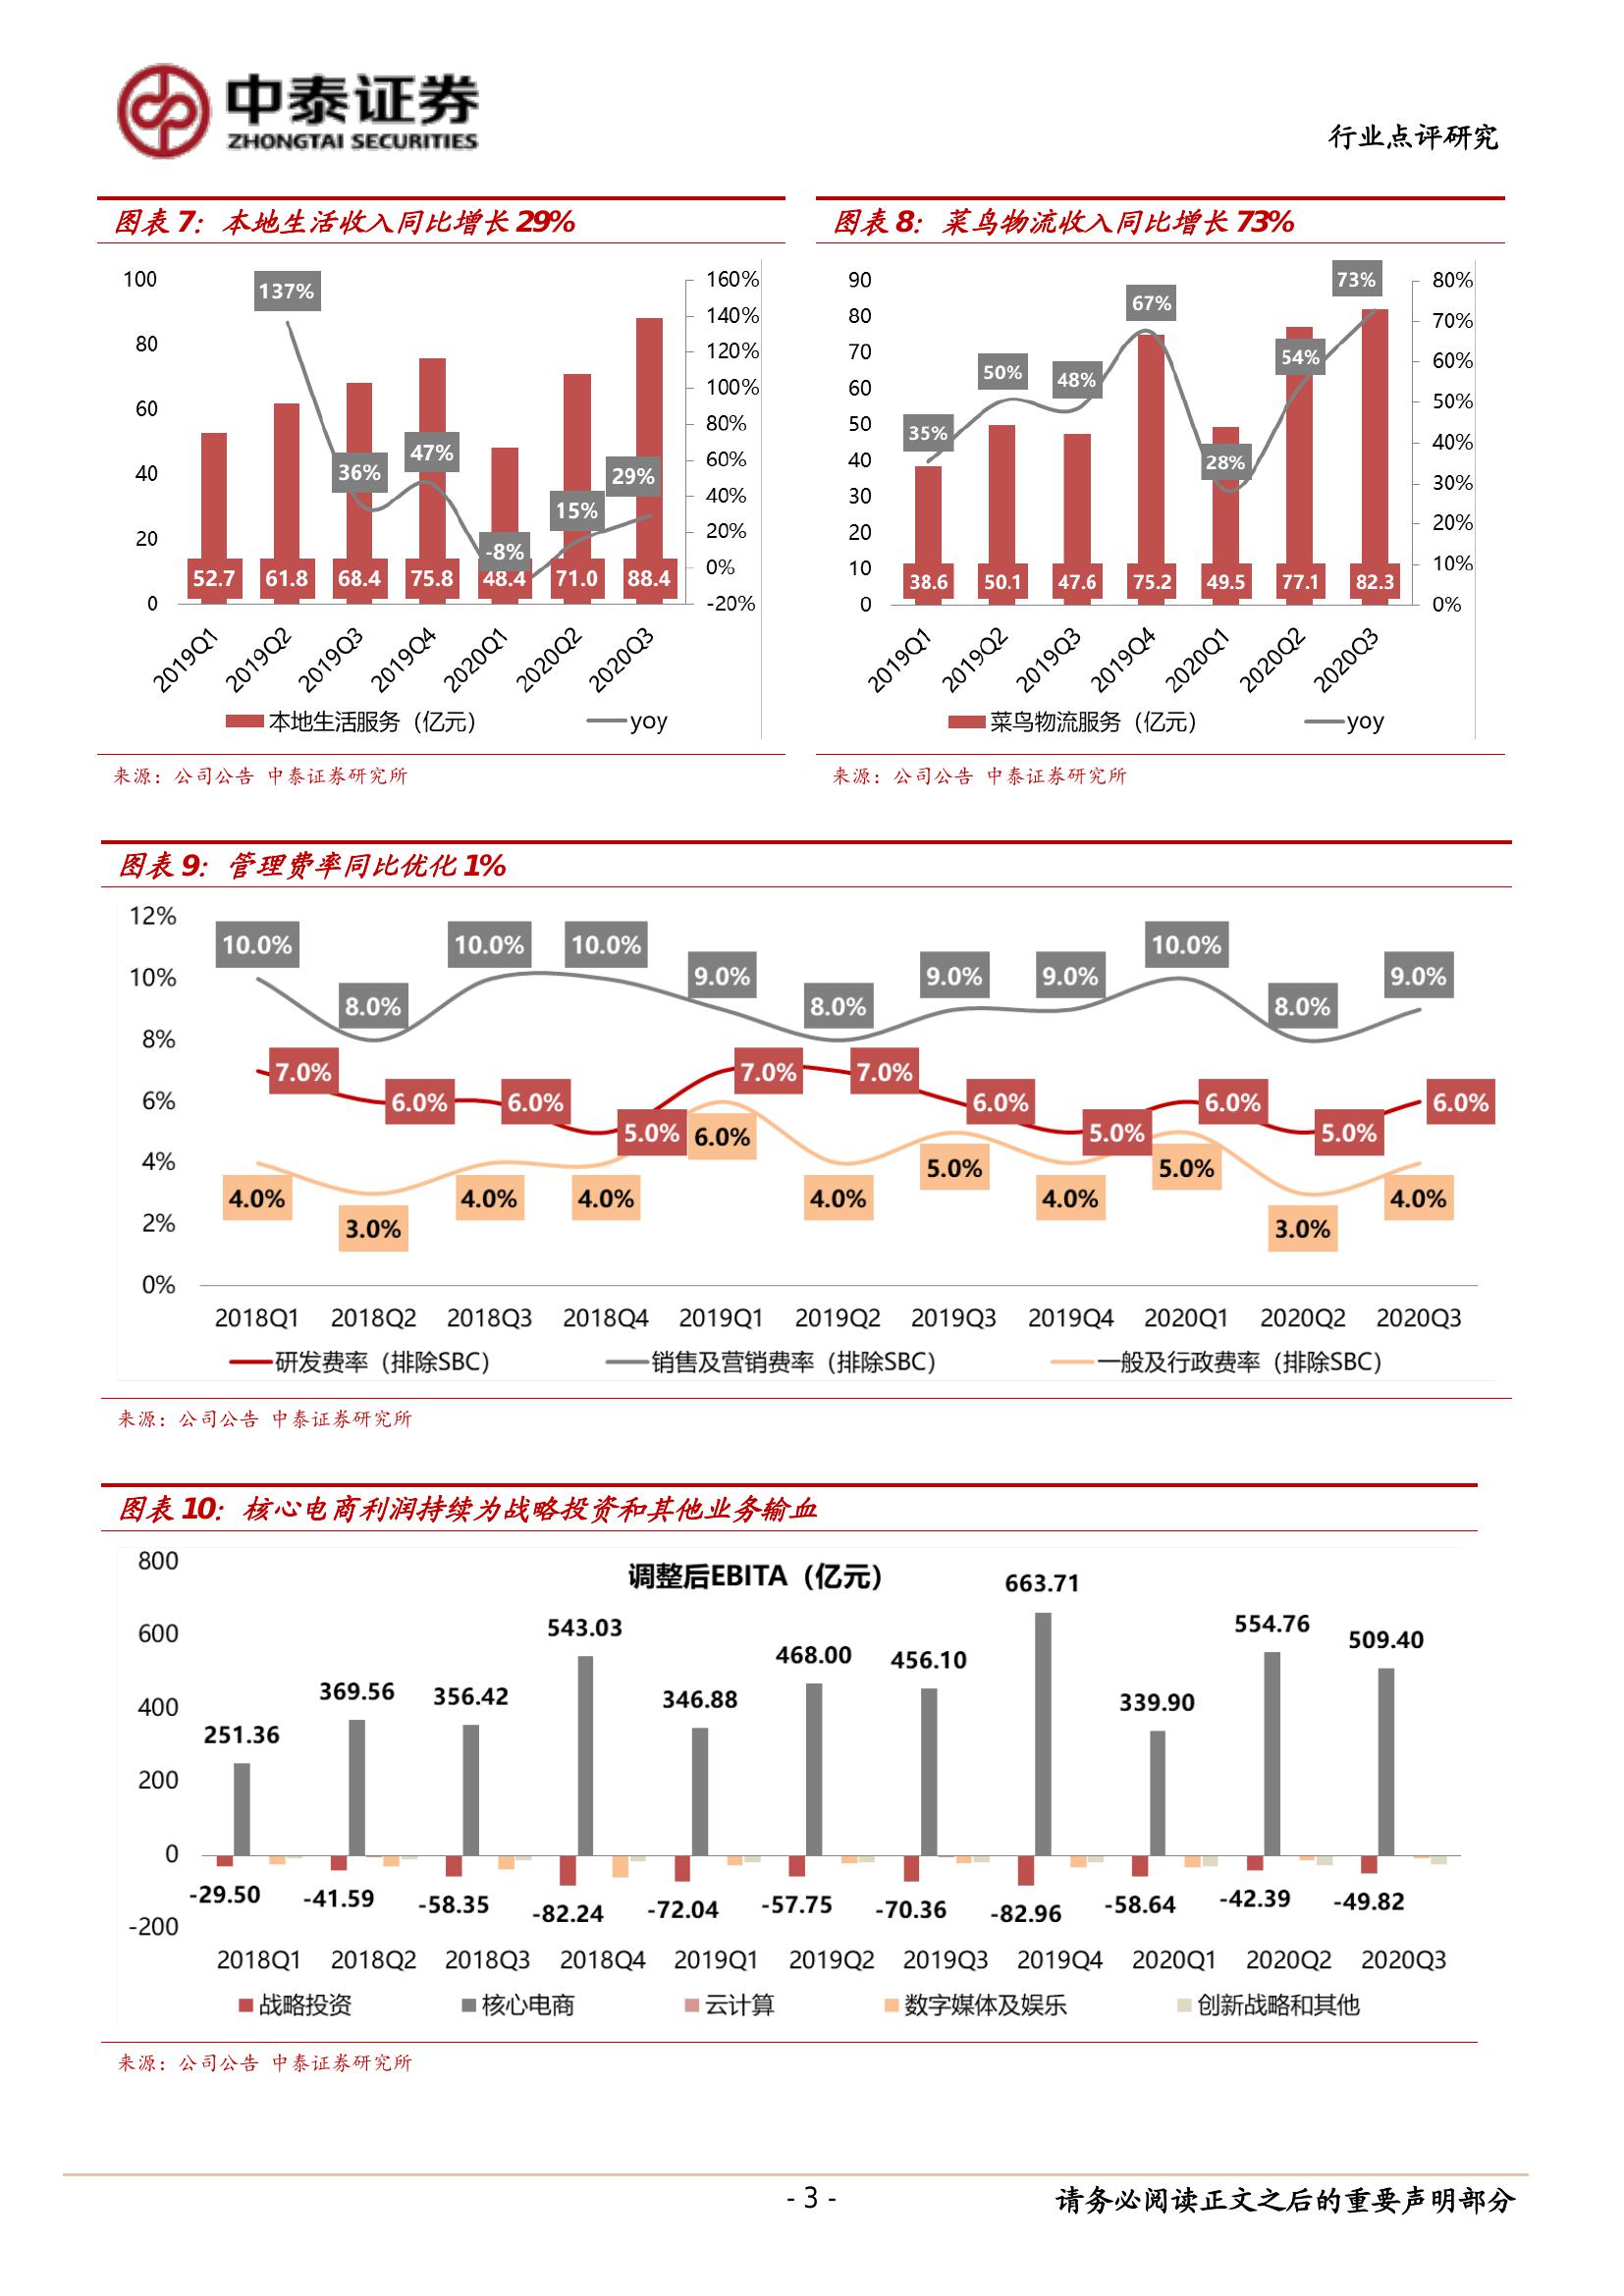 中泰证券
ZHONGTAI SECURITIES
行业点评研究
图表 7：本地生活收入同比增长 29%
100
80
60
40
20
0
160%
140%
120%
100%
80%
60%
40%
20%
0%
-20%
137%
36%
47%
-8%
15%
29%
52.7 61.8 68.4 75.8 48.4 71.0 88.4
2019Q1 2019Q2 2019Q3 2019Q4 2020Q1 2020Q2 2020Q3
本地生活服务（亿元） yoy
来源：公司公告 中泰证券研究所
图表 8：菜鸟物流收入同比增长 73%
90
80
70
60
50
40
30
20
10
0
80%
70%
60%
50%
40%
30%
20%
10%
0%
35%
50%
48%
67%
28%
54%
73%
38.6 50.1 47.6 75.2 49.5 77.1 82.3
2019Q1 2019Q2 2019Q3 2019Q4 2020Q1 2020Q2 2020Q3
菜鸟物流服务（亿元） yoy
来源：公司公告 中泰证券研究所
图表 9：管理费率同比优化 1%
12%
10%
8%
6%
4%
2%
0%
10.0% 8.0% 10.0% 10.0% 9.0% 8.0% 9.0% 9.0% 10.0% 8.0% 9.0%
7.0% 6.0% 6.0% 5.0% 7.0% 7.0% 6.0% 5.0% 6.0% 5.0% 6.0%
4.0% 3.0% 4.0% 4.0% 6.0% 4.0% 5.0% 4.0% 5.0% 3.0% 4.0%
2018Q1 2018Q2 2018Q3 2018Q4 2019Q1 2019Q2 2019Q3 2019Q4 2020Q1 2020Q2 2020Q3
研发费率（排除SBC） 销售及营销费率（排除SBC） 一般及行政费率（排除SBC）
来源：公司公告 中泰证券研究所
图表 10：核心电商利润持续为战略投资和其他业务输血
调整后EBITA（亿元）
800
600
400
200
0
-200
251.36 369.56 356.42 543.03 346.88 468.00 456.10 663.71 339.90 554.76 509.40
-29.50 -41.59 -58.35 -82.24 -72.04 -57.75 -70.36 -82.96 -58.64 -42.39 -49.82
2018Q1 2018Q2 2018Q3 2018Q4 2019Q1 2019Q2 2019Q3 2019Q4 2020Q1 2020Q2 2020Q3
战略投资 核心电商 云计算 数字媒体及娱乐 创新战略和其他
来源：公司公告 中泰证券研究所
- 3 -
请务必阅读正文之后的重要声明部分